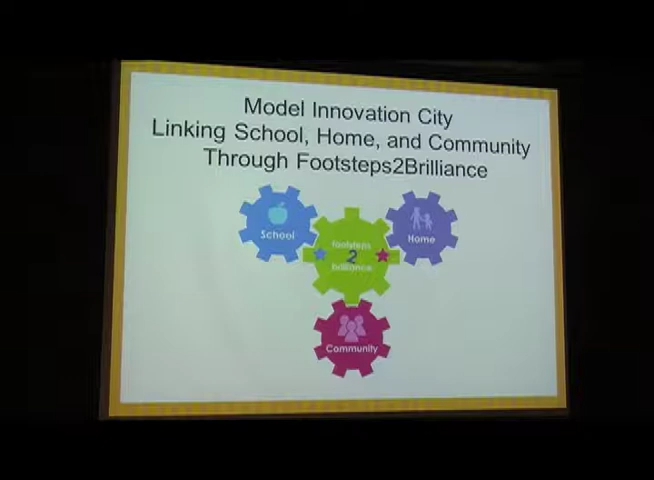 Model Innovation City
Linking School, Home, and Community
Through Footsteps2Brilliance
School
footsteps
2
brilliance
Home
Community